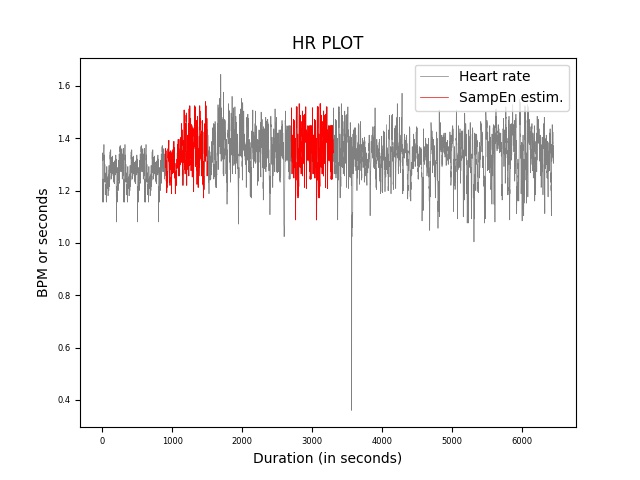 HR PLOT
Heart rate
SampEn estim.
BPM or seconds
1.6
1.4
1.2
1.0
0.8
0.6
0.4
0
1000
2000
3000
4000
5000
6000
Duration (in seconds)